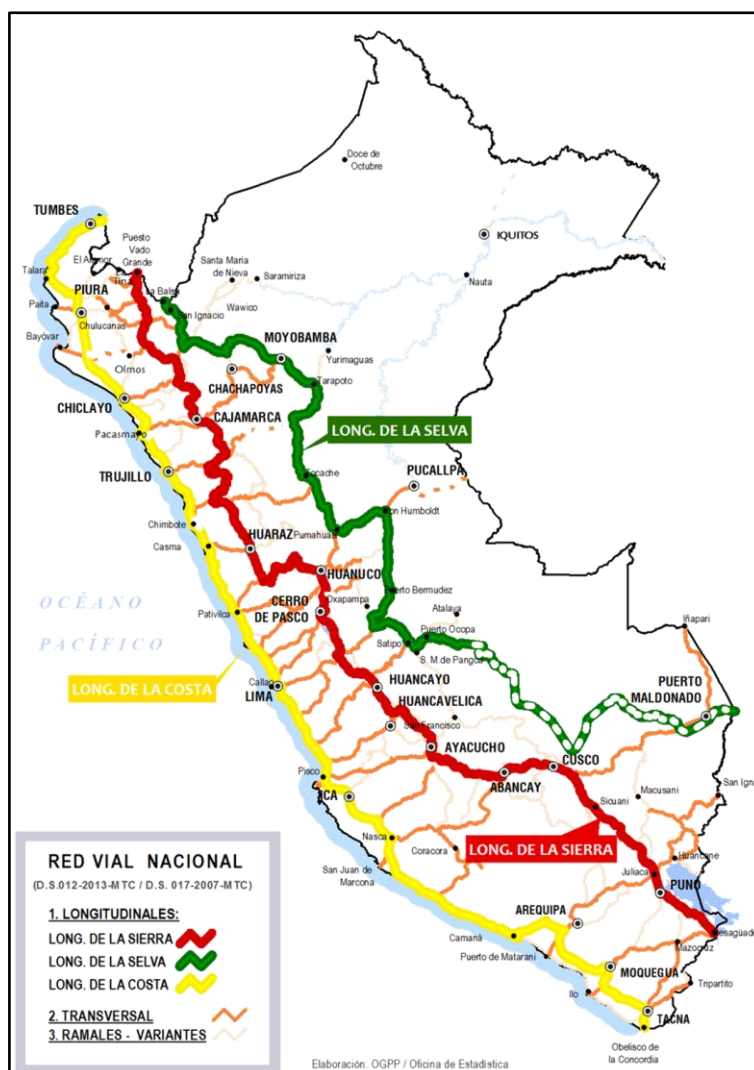 Doce de
Octubre
TUMBES
IQUITOS
Puesto
Vado
Grande
El Alamor
La
Tina
Santa Maria
de Nieva
Saramiriza
Talara
Nauta
La Balsa
PIURA
San Ignacio
Wawico
Paita
Chulucanas
Bayóvar
MOYOBAMBA
Yurimaguas
Olmos
CHACHAPOYAS
Tarapoto
CHICLAYO
CAJAMARCA
LONG. DE LA SELVA
Pacasmayo
TRUJILLO
Tocache
PUCALLPA
Von Humboldt
Chimbote
HUARAZ
Pumahuasi
Casma
HUANUCO
Puerto Bermudez
OCÉANO
PACÍFICO
CERRO
DE PASCO
Oxapampa
Atalaya
Pativilca
Puerto Ocopa
Iñapari
Satipo
S. M. de Pangoa
LONG. DE LA COSTA
Callao
LIMA
HUANCAYO
PUERTO
MALDONADO
HUANCAVELICA
San Francisco
AYACUCHO
CUSCO
Pisco
ABANCAY
ICA
Macusani
San Ign
Sicuani
Nasca
Coracora
LONG. DE LA SIERRA
San Juan de
Marcona
Huancane
Juliaca
PUNO
AREQUIPA
Desaguade
Camaná
Mazocruz
Puerto de Matarani
MOQUEGUA
Tripartito
Ilo
TACNA
Obelisco de
la Concordia
RED VIAL NACIONAL
(D.S.012-2013-MTC / D.S. 017-2007-MTC)
1. LONGITUDINALES:
LONG. DE LA SIERRA
LONG. DE LA SELVA
LONG. DE LA COSTA
2. TRANSVERSAL
3. RAMALES - VARIANTES
Elaboración: OGPP / Oficina de Estadística